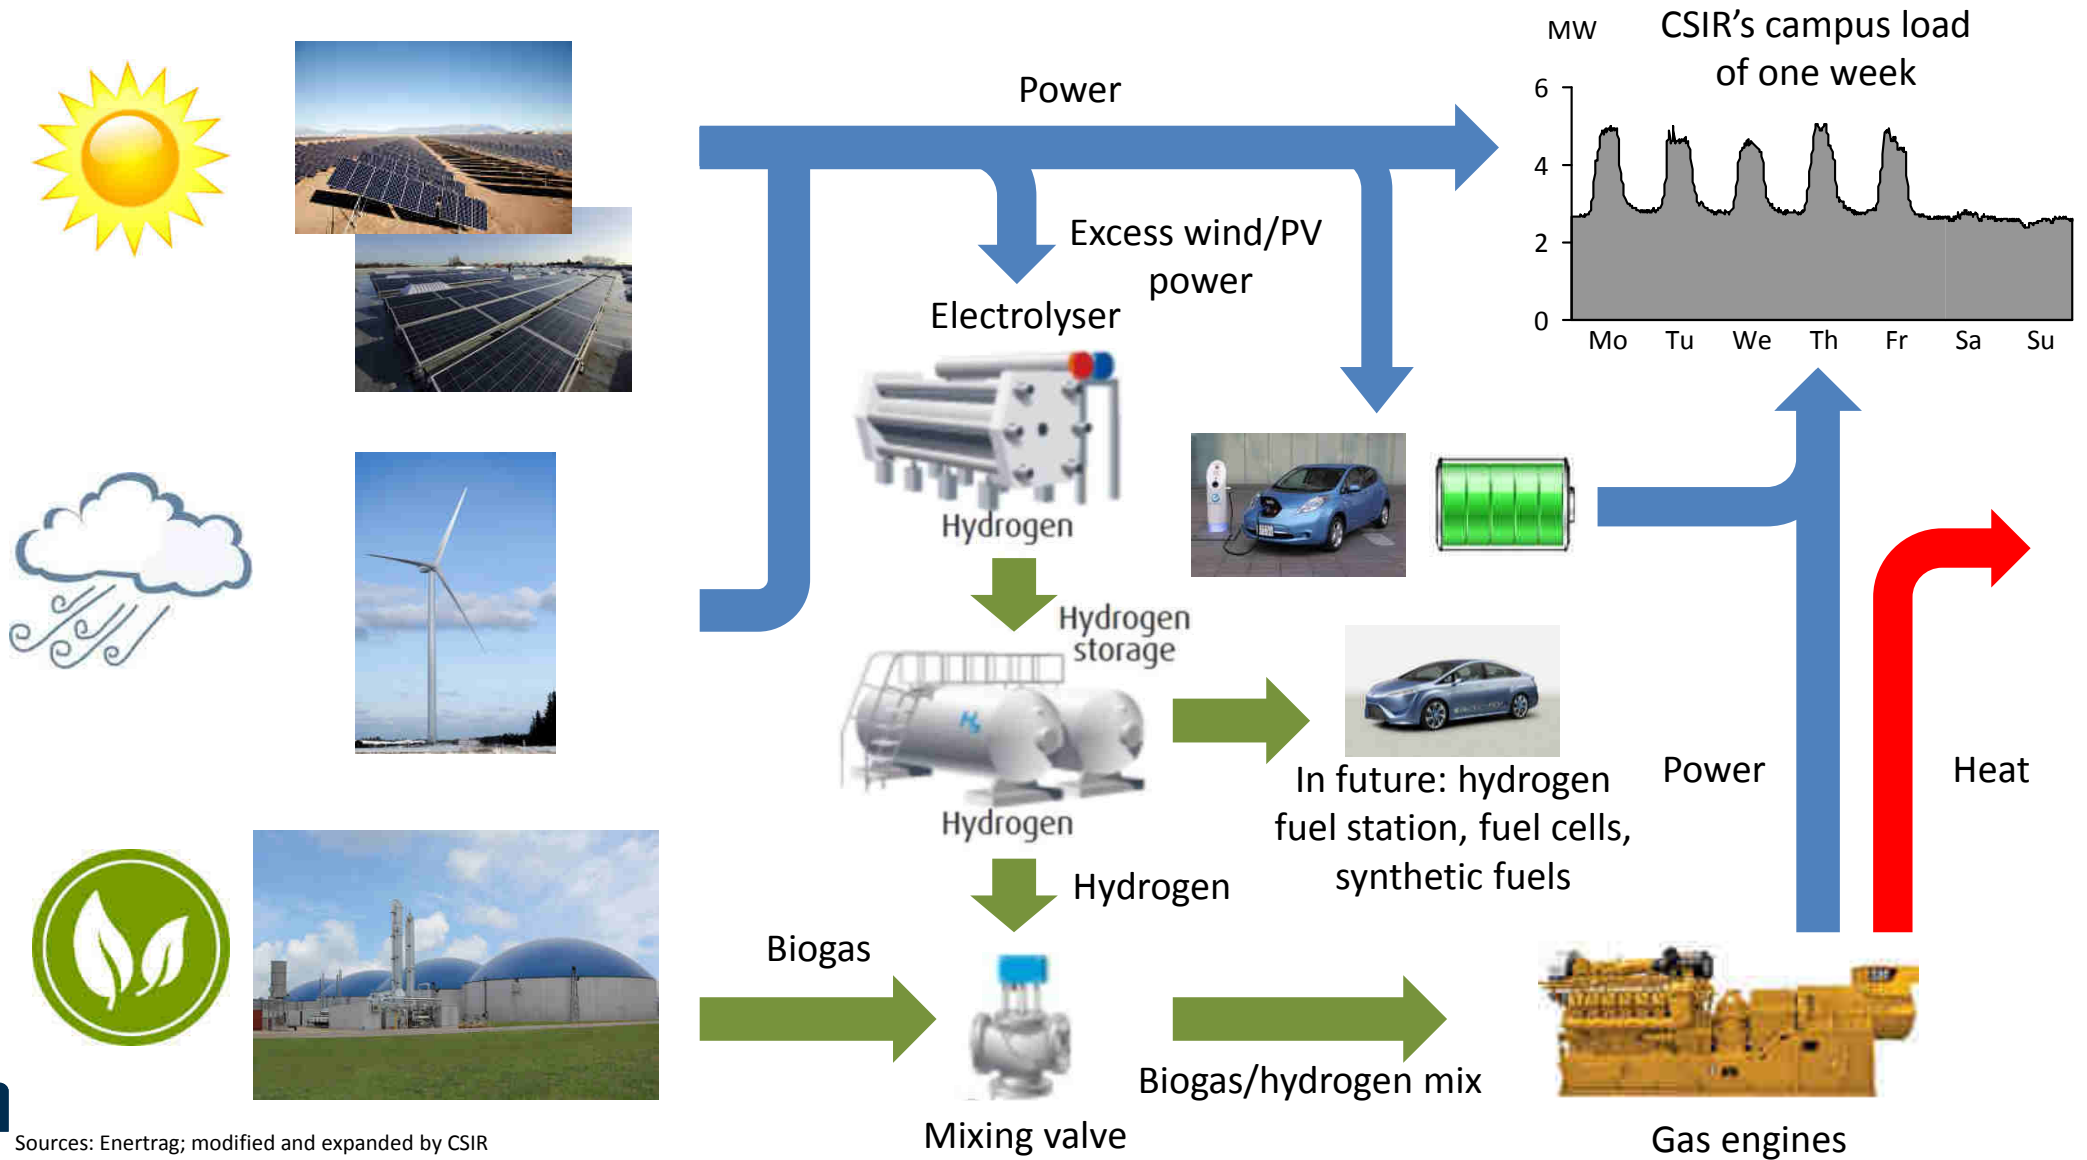 MW
CSIR’s campus load
of one week
6
4
2
0
Mo Tu We Th Fr Sa Su
Power
Excess wind/PV
power
Electrolyser
Hydrogen
Hydrogen
storage
Hydrogen
In future: hydrogen
fuel station, fuel cells,
synthetic fuels
Power
Heat
Hydrogen
Biogas
Biogas/hydrogen mix
Mixing valve
Gas engines
Sources: Enertrag; modified and expanded by CSIR